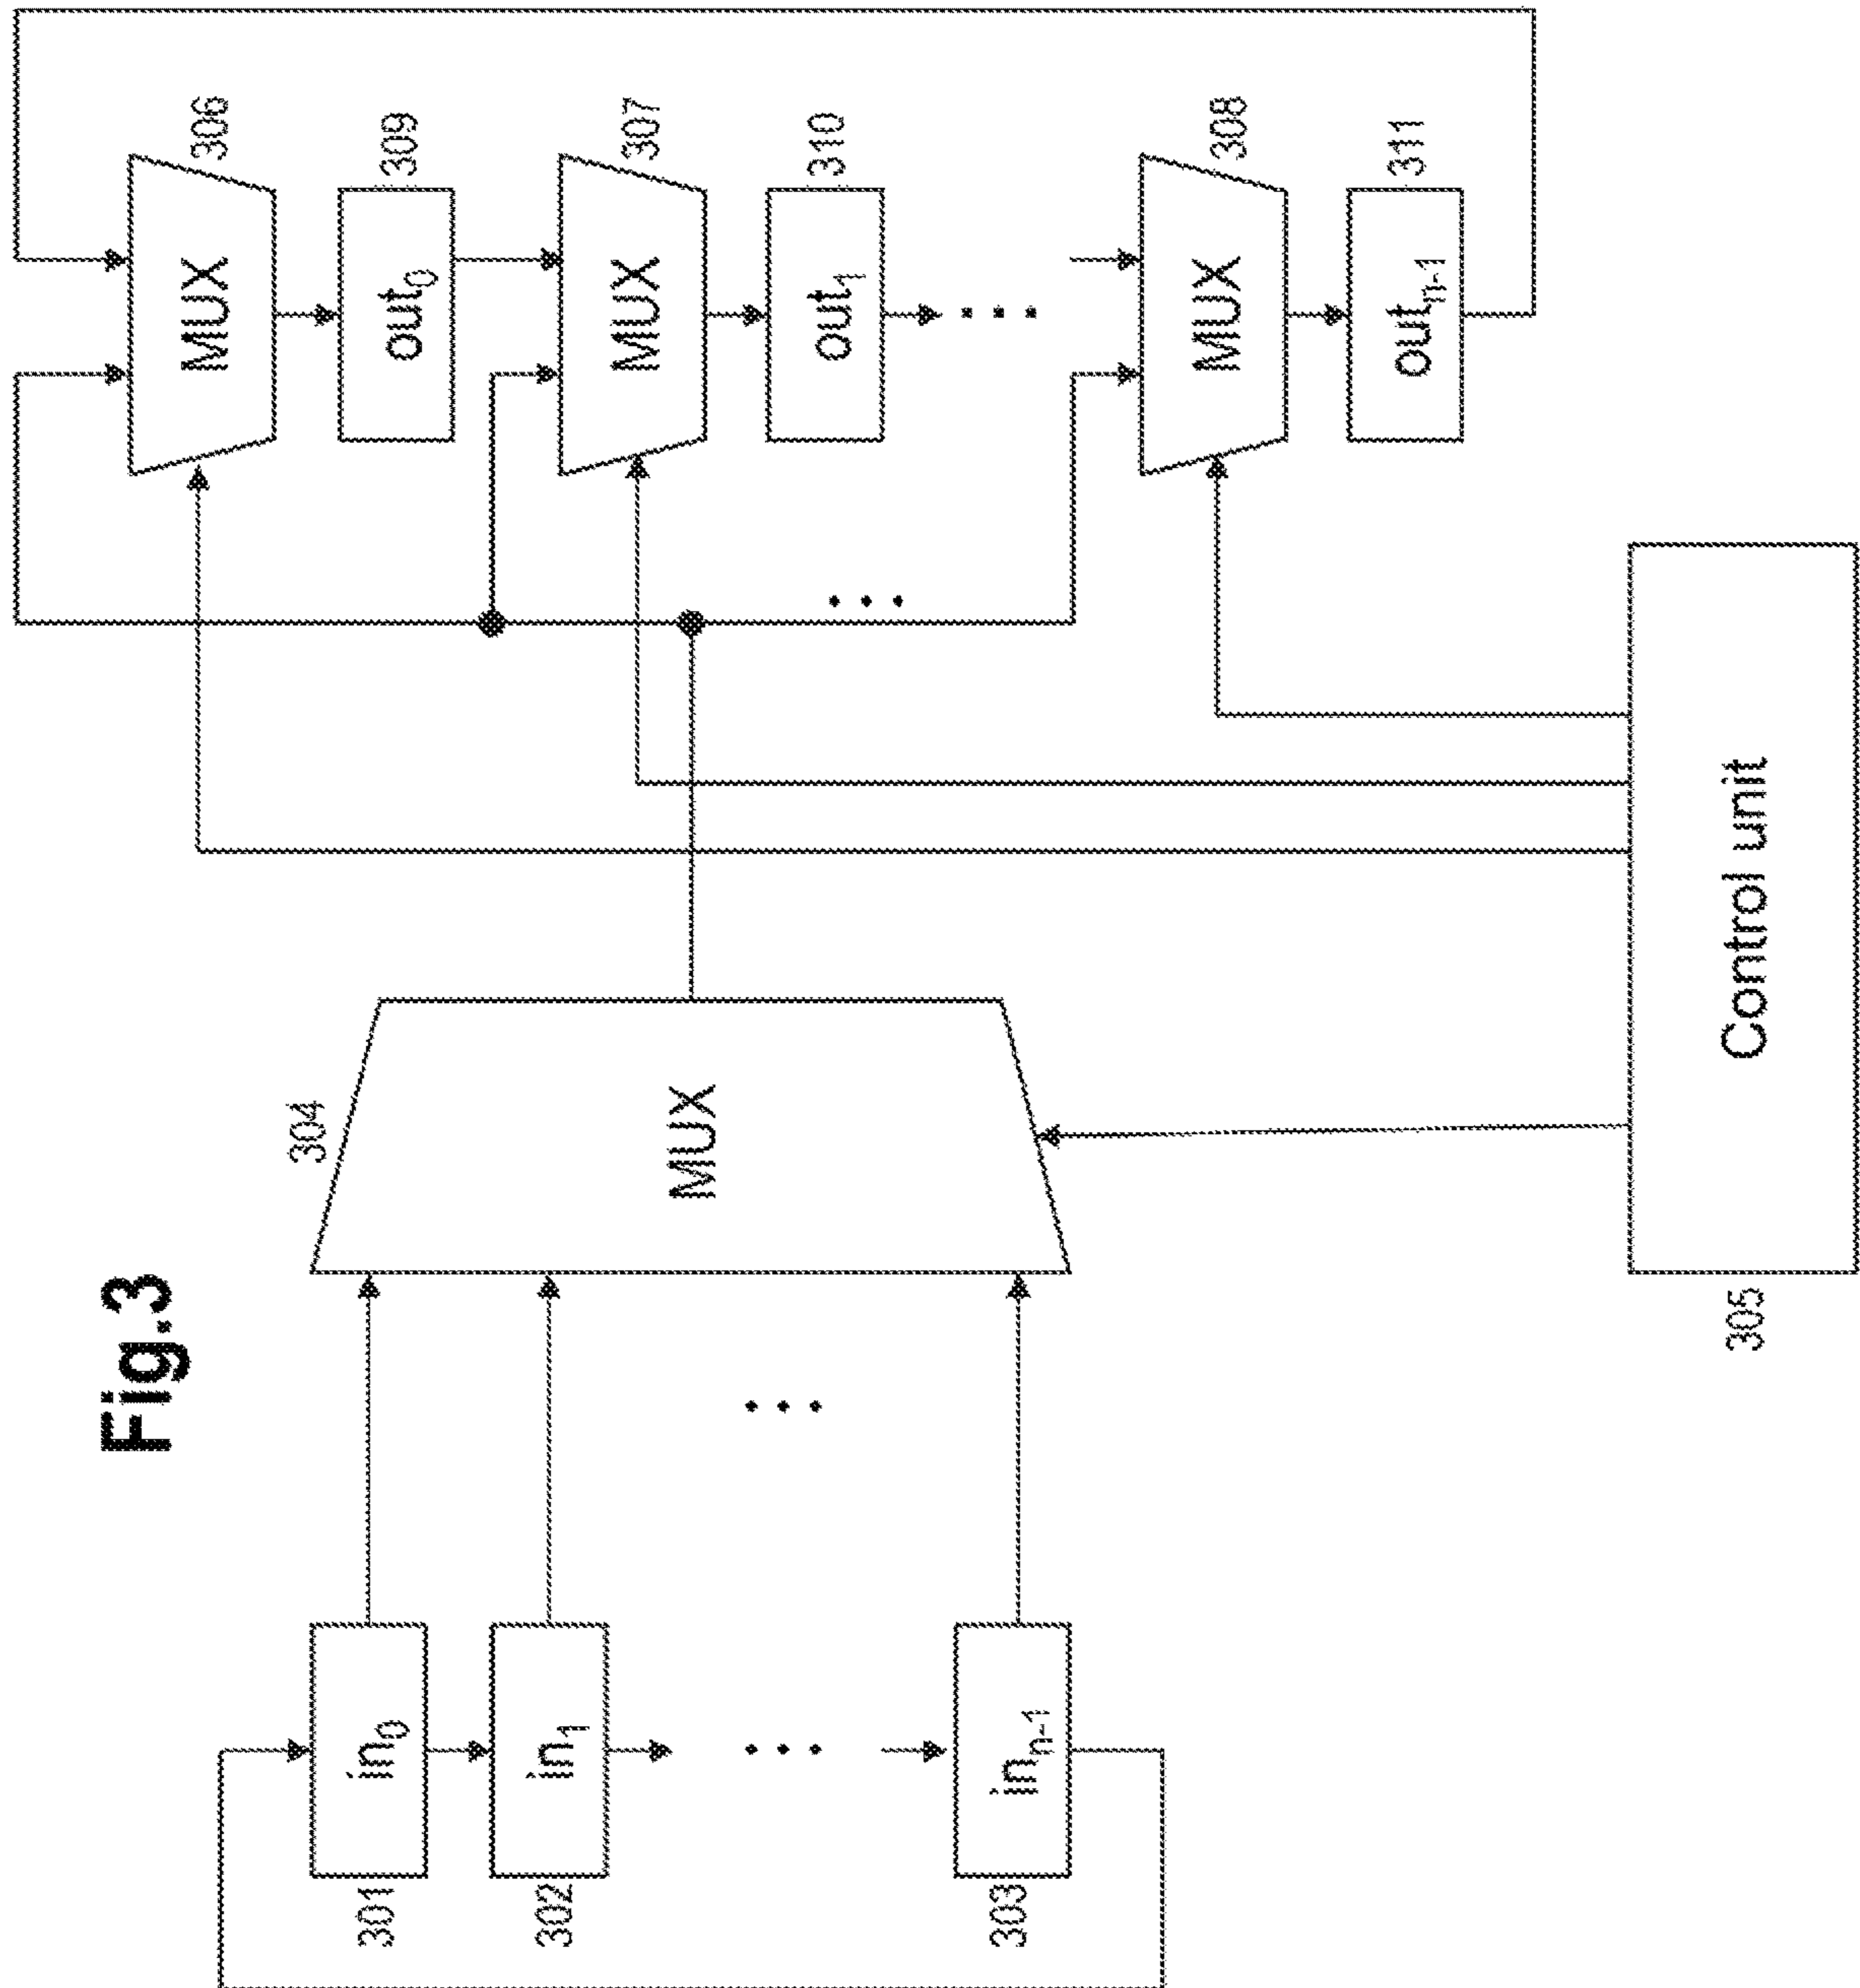 Fig.3
301
in0
302
in1
...
303
inn-1
...
304
MUX
305
Control unit
...
MUX
306
out0
309
MUX
307
out1
310
...
MUX
308
outn-1
311